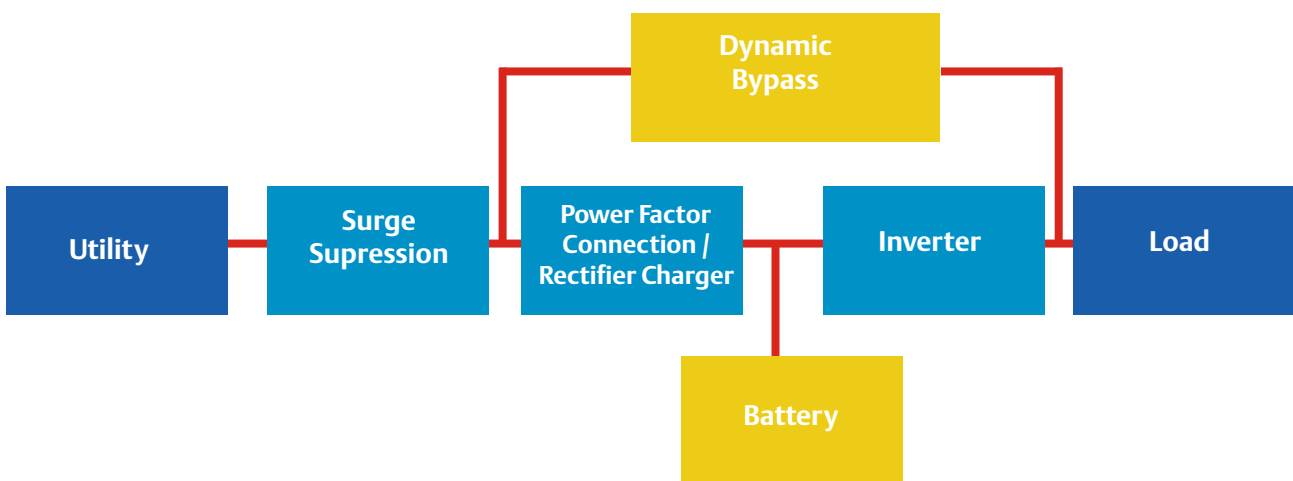 Dynamic
Bypass
Utility
Surge
Supression
Power Factor
Connection /
Rectifier Charger
Inverter
Load
Battery